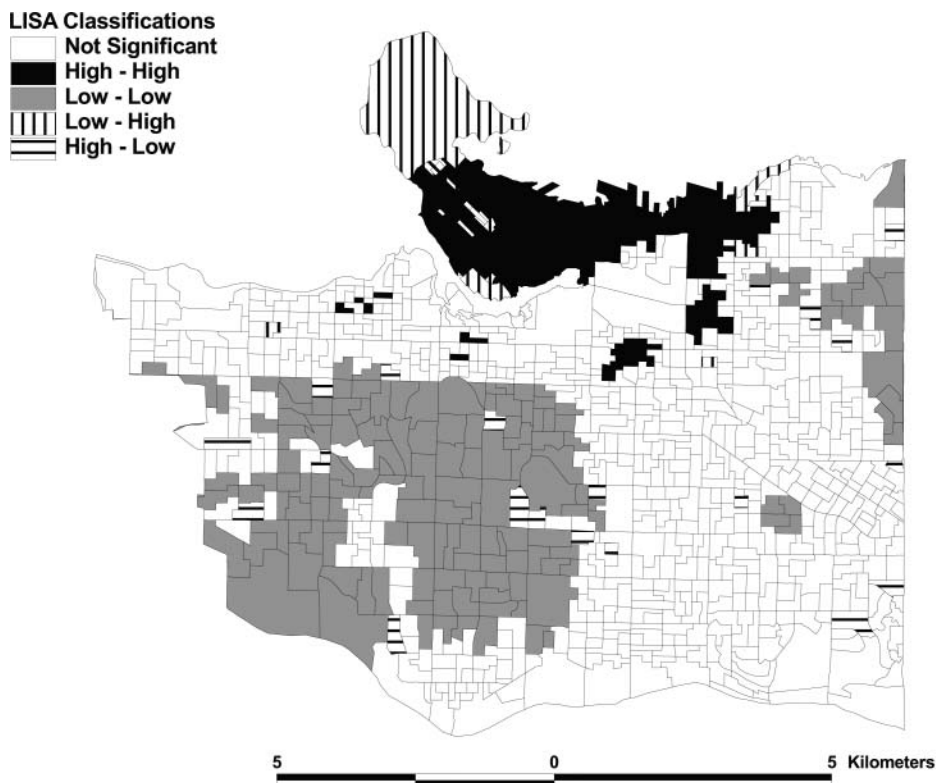 LISA Classifications
Not Significant
High - High
Low - Low
Low - High
High - Low
5 0 5 Kilometers